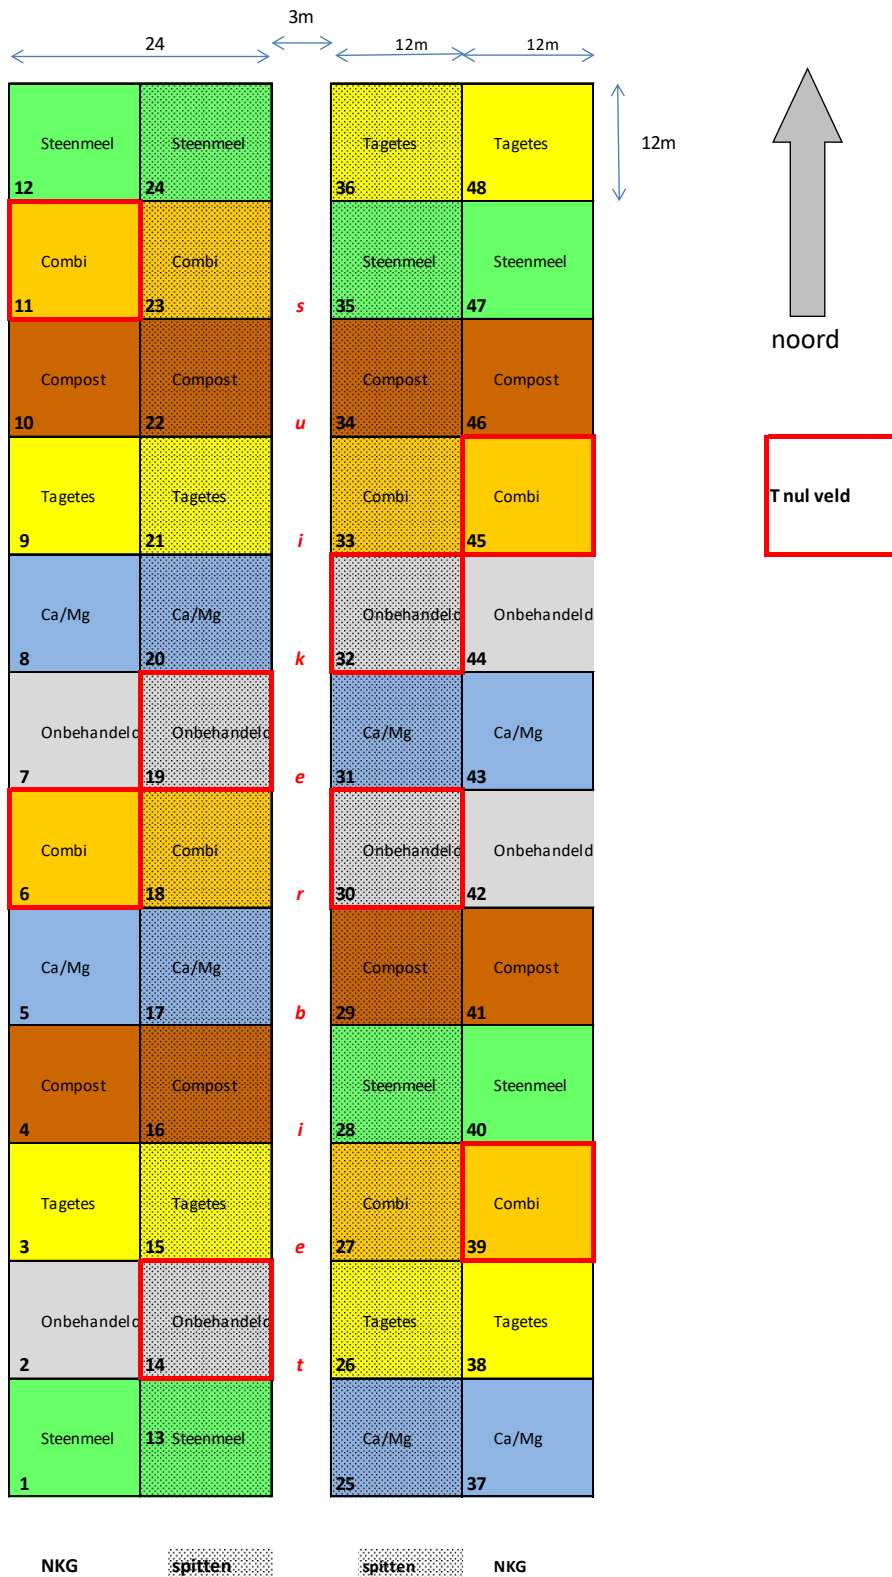 3m
24 12m 12m
Steenmeel Steenmeel Tagetes Tagetes 12m
12 24 36 48
Combi Combi Steenmeel Steenmeel
11 23 s 35 47
noord
Compost Compost Compost Compost
10 22 u 34 46
Tagetes Tagetes Combi Combi T nul veld
9 21 i 33 45
Ca/Mg Ca/Mg Onbehandeld Onbehandeld
8 20 k 32 44
Onbehandeld Onbehandeld Ca/Mg Ca/Mg
7 19 e 31 43
Combi Combi Onbehandeld Onbehandeld
6 18 r 30 42
Ca/Mg Ca/Mg Compost Compost
5 17 b 29 41
Compost Compost Steenmeel Steenmeel
4 16 i 28 40
Tagetes Tagetes Combi Combi
3 15 e 27 39
Onbehandeld Onbehandeld Tagetes Tagetes
2 14 t 26 38
Steenmeel 13 Steenmeel Ca/Mg Ca/Mg
1 25 37
NKG spitten spitten NKG